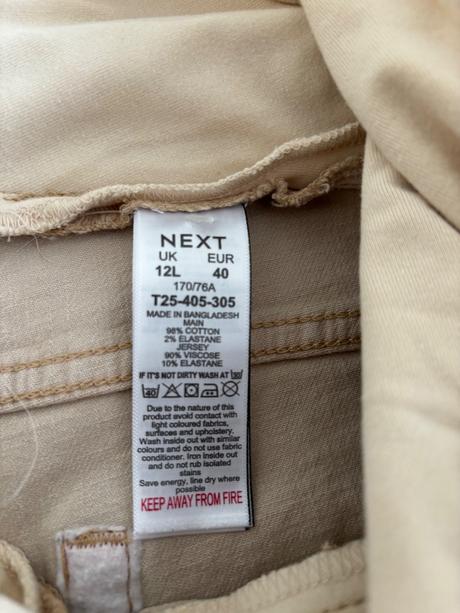 NEXT
UK EUR
12L 40
170/76A
T25-405-305
MADE IN BANGLADESH
MAIN
98% COTTON
2% ELASTANE
JERSEY
90% VISCOSE
10% ELASTANE
IF IT'S NOT DIRTY WASH AT 30
40
Due to the nature of this
product avoid contact with
light coloured fabrics,
surfaces and upholstery.
Wash inside out with similar
colours and do not use fabric
conditioner. Iron inside out
and do not rub isolated
stains
Save energy, line dry where
possible
KEEP AWAY FROM FIRE